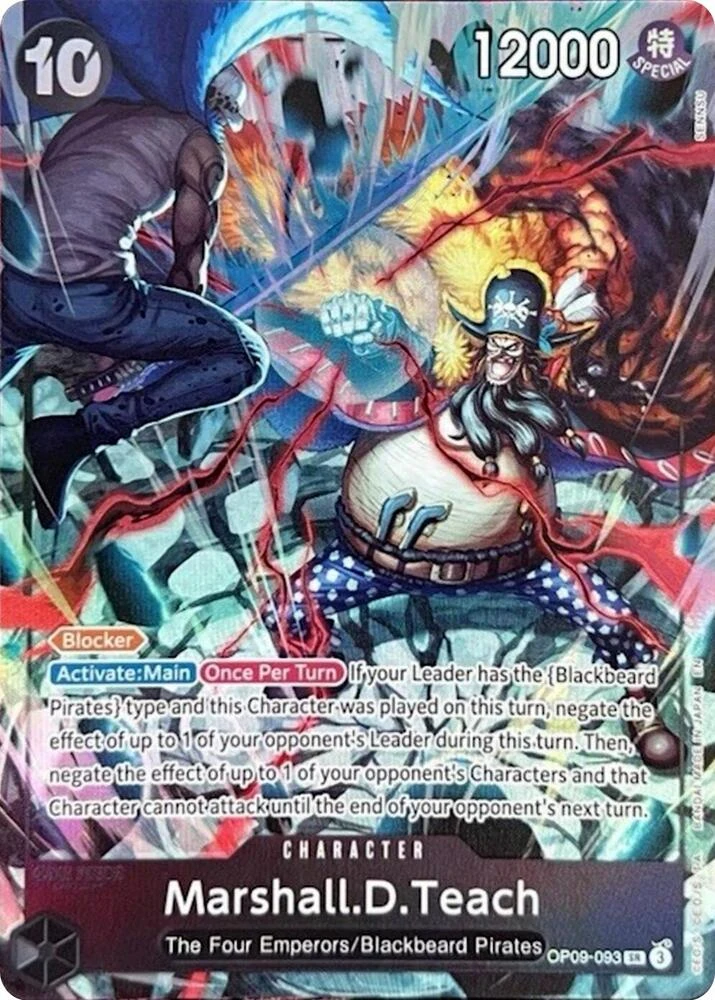 10
12000
特
SPECIAL
SENNSU
Blocker
Activate:Main Once Per Turn If your Leader has the {Blackbeard
Pirates} type and this Character was played on this turn, negate the
effect of up to 1 of your opponent's Leader during this turn. Then,
negate the effect of up to 1 of your opponent's Characters and that
Character cannot attack until the end of your opponent's next turn.
CHARACTER
Marshall.D.Teach
The Four Emperors/Blackbeard Pirates
OP09-093 SR 3